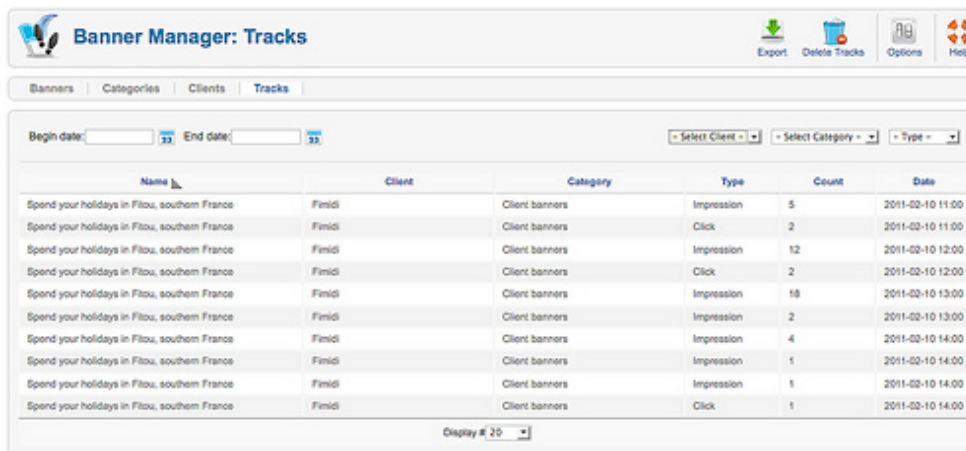 Banner Manager: Tracks
Export Delete Tracks Options Help
Banners Categories Clients Tracks
Begin date: 23 End date: 23 - Select Client - - Select Category - - Type -
Name Client Category Type Count Date
Spend your holidays in Fitou, southern France Fimidi Client banners Impression 5 2011-02-10 11:00
Spend your holidays in Fitou, southern France Fimidi Client banners Click 2 2011-02-10 11:00
Spend your holidays in Fitou, southern France Fimidi Client banners Impression 12 2011-02-10 12:00
Spend your holidays in Fitou, southern France Fimidi Client banners Click 2 2011-02-10 12:00
Spend your holidays in Fitou, southern France Fimidi Client banners Impression 18 2011-02-10 13:00
Spend your holidays in Fitou, southern France Fimidi Client banners Impression 2 2011-02-10 13:00
Spend your holidays in Fitou, southern France Fimidi Client banners Impression 4 2011-02-10 14:00
Spend your holidays in Fitou, southern France Fimidi Client banners Impression 1 2011-02-10 14:00
Spend your holidays in Fitou, southern France Fimidi Client banners Impression 1 2011-02-10 14:00
Spend your holidays in Fitou, southern France Fimidi Client banners Click 1 2011-02-10 14:00
Display # 20